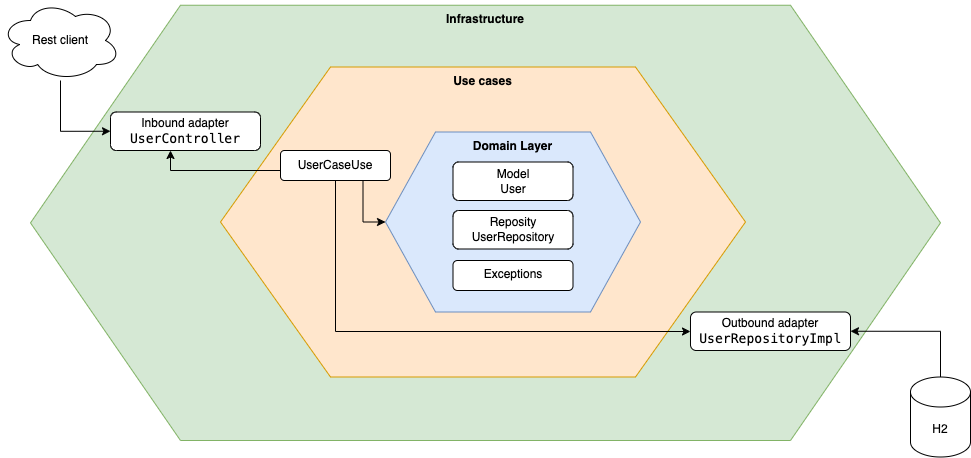 Infrastructure
Rest client
Use cases
Inbound adapter
UserController
Domain Layer
UserCaseUse
Model
User
Reposity
UserRepository
Exceptions
Outbound adapter
UserRepositoryImpl
H2